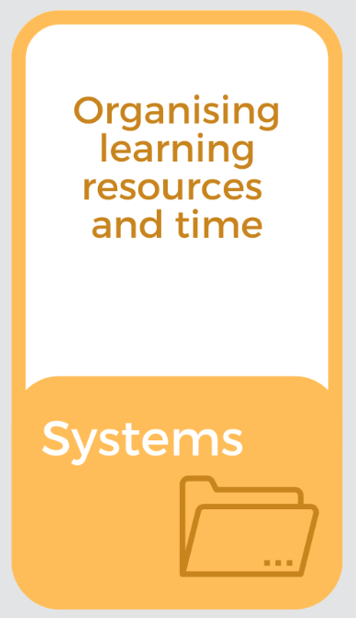 Organising
learning
resources
and time
Systems